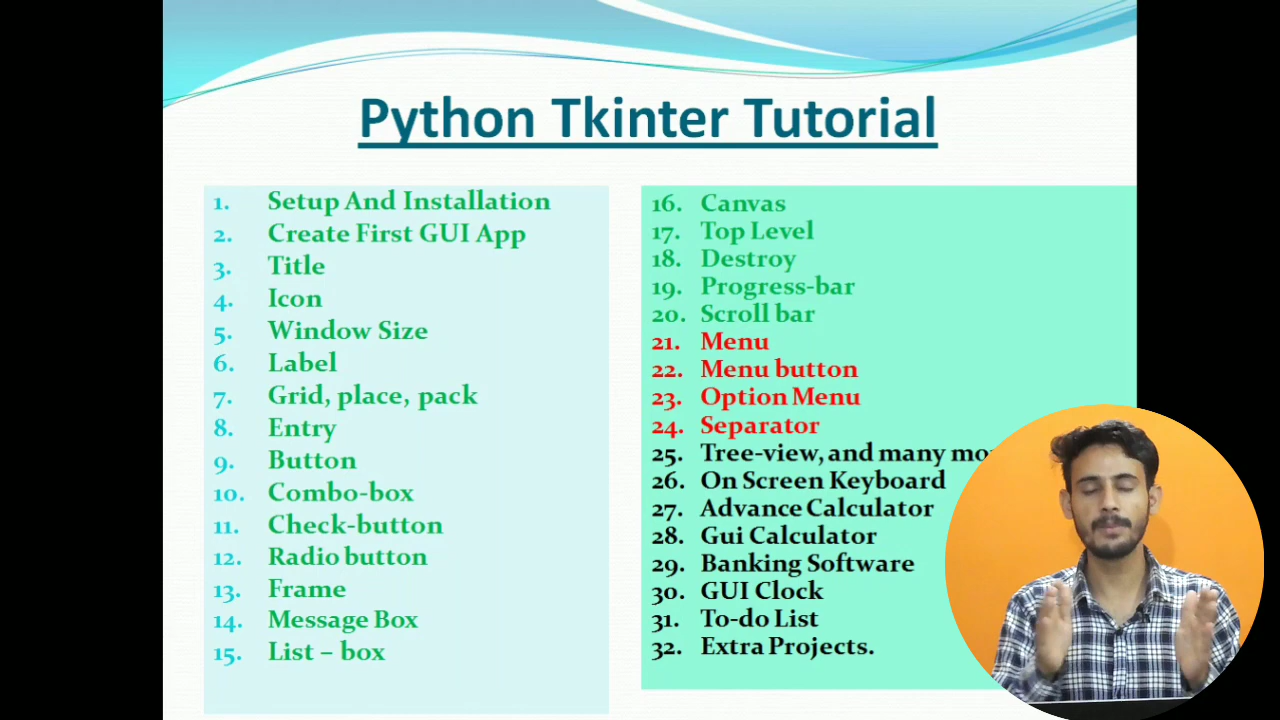 Python Tkinter Tutorial
1. Setup And Installation
2. Create First GUI App
3. Title
4. Icon
5. Window Size
6. Label
7. Grid, place, pack
8. Entry
9. Button
10. Combo-box
11. Check-button
12. Radio button
13. Frame
14. Message Box
15. List – box
16. Canvas
17. Top Level
18. Destroy
19. Progress-bar
20. Scroll bar
21. Menu
22. Menu button
23. Option Menu
24. Separator
25. Tree-view, and many mo
26. On Screen Keyboard
27. Advance Calculator
28. Gui Calculator
29. Banking Software
30. GUI Clock
31. To-do List
32. Extra Projects.